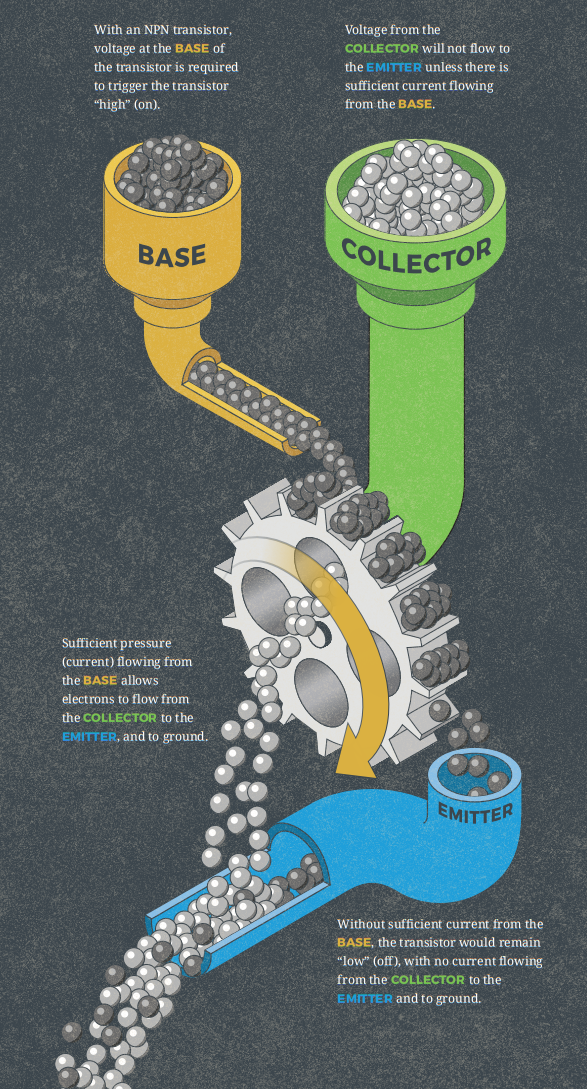 With an NPN transistor,
voltage at the BASE of
the transistor is required
to trigger the transistor
“high” (on).
Voltage from the
COLLECTOR will not flow to
the EMITTER unless there is
sufficient current flowing
from the BASE.
BASE
COLLECTOR
Sufficient pressure
(current) flowing from
the BASE allows
electrons to flow from
the COLLECTOR to the
EMITTER, and to ground.
EMITTER
Without sufficient current from the
BASE, the transistor would remain
“low” (off), with no current flowing
from the COLLECTOR to the
EMITTER and to ground.